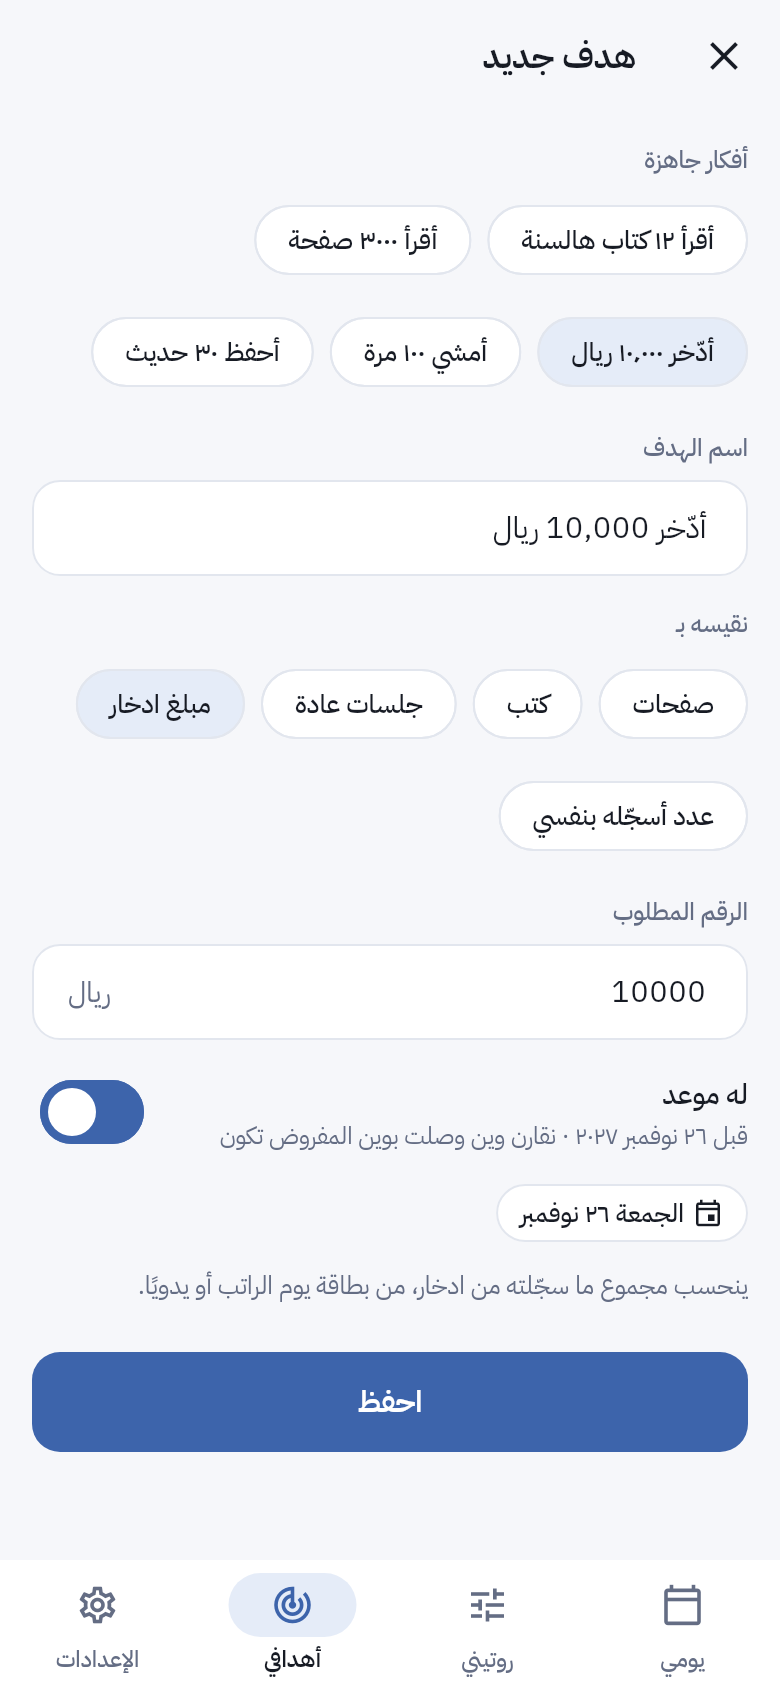 هدف جديد
أفكار جاهزة
أقرأ ١٢ كتاب هالسنة
أقرأ ٣٠٠٠ صفحة
أدّخر ١٠,٠٠٠ ريال
أمشي ١٠٠ مرة
أحفظ ٣٠ حديث
اسم الهدف
أدّخر 10,000 ريال
نقيسه بـ
صفحات
كتب
جلسات عادة
مبلغ ادخار
عدد أسجّله بنفسي
الرقم المطلوب
10000 ريال
له موعد
قبل ٢٦ نوفمبر ٢٠٢٧ · نقارن وين وصلت بوين المفروض تكون
الجمعة ٢٦ نوفمبر
ينحسب مجموع ما سجّلته من ادخار، من بطاقة يوم الراتب أو يدويًا.
احفظ
يومي
روتيني
أهدافي
الإعدادات